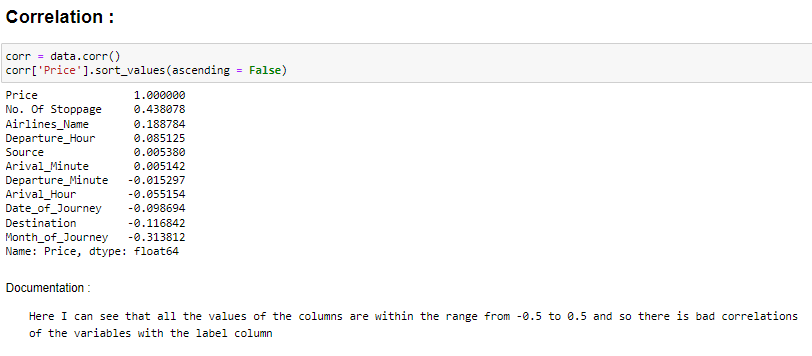 Correlation :
corr = data.corr()
corr['Price'].sort_values(ascending = False)
Price 1.000000
No. Of Stoppage 0.438078
Airlines_Name 0.188784
Departure_Hour 0.085125
Source 0.005380
Arival_Minute 0.005142
Departure_Minute -0.015297
Arival_Hour -0.055154
Date_of_Journey -0.098694
Destination -0.116842
Month_of_Journey -0.313812
Name: Price, dtype: float64
Documentation :
Here I can see that all the values of the columns are within the range from -0.5 to 0.5 and so there is bad correlations
of the variables with the label column